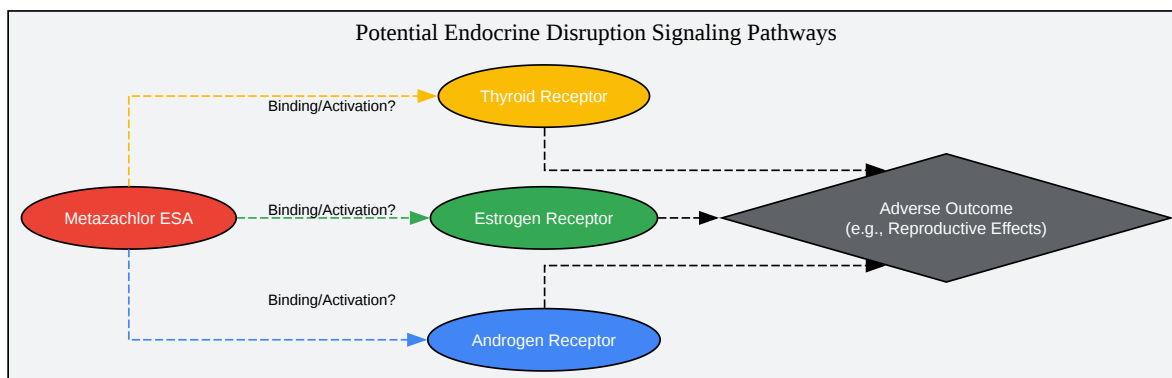 Potential Endocrine Disruption Signaling Pathways
Thyroid Receptor
Binding/Activation?
Metazachlor ESA
Binding/Activation?
Estrogen Receptor
Adverse Outcome
(e.g., Reproductive Effects)
Binding/Activation?
Androgen Receptor